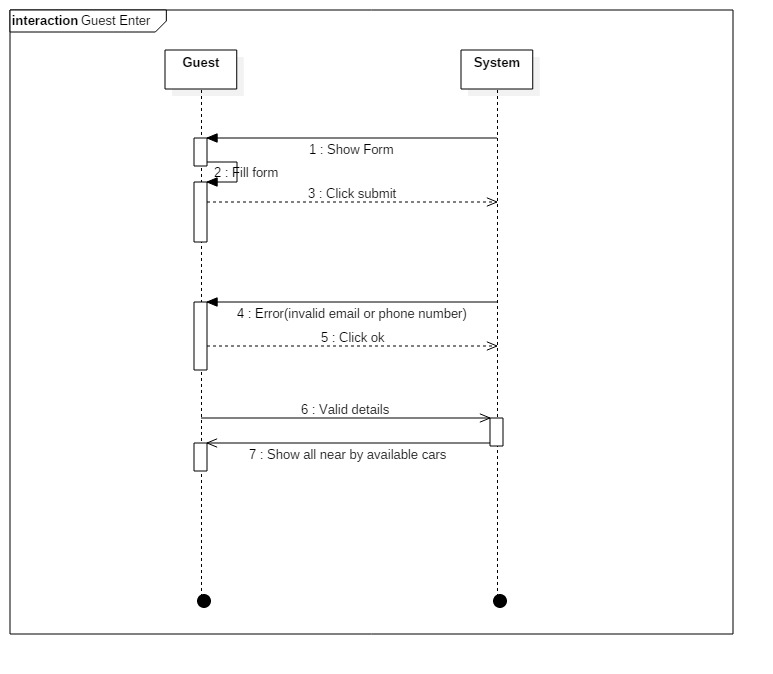 interaction Guest Enter
Guest
System
1 : Show Form
2 : Fill form
3 : Click submit
4 : Error(invalid email or phone number)
5 : Click ok
6 : Valid details
7 : Show all near by available cars